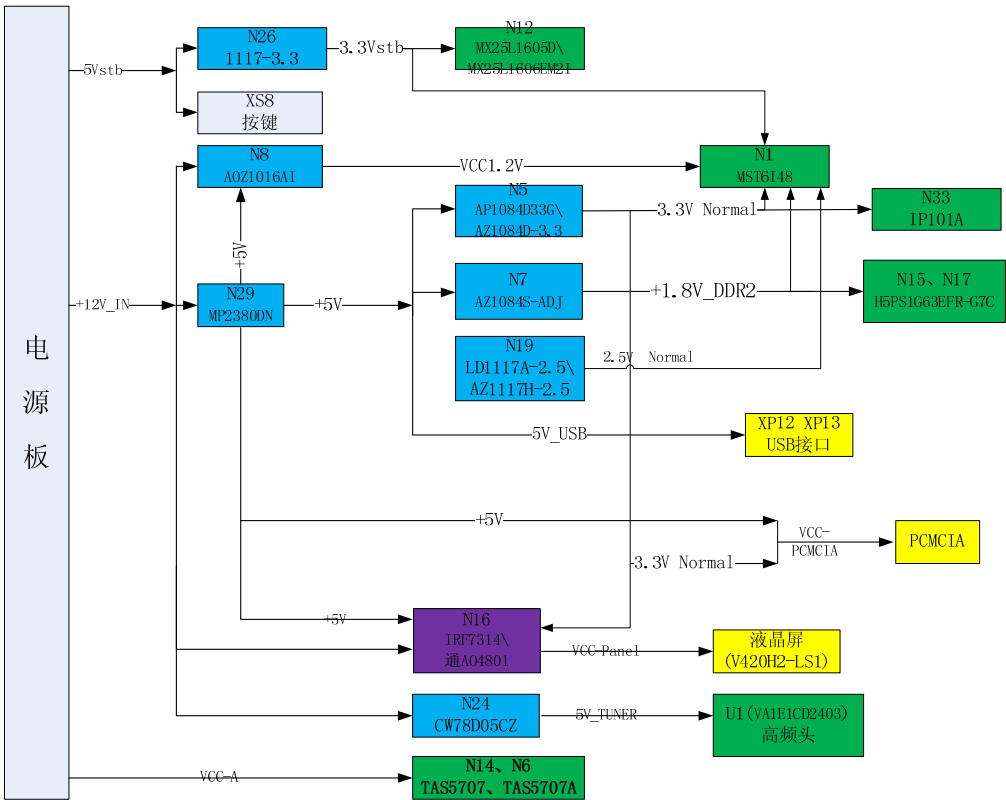 电
源
板
5Vstb
N26
1117-3.3
3.3Vstb
N12
MX25L1605D\
MX25L1606EM2I
XS8
按键
N8
AOZ1016AI
VCC1.2V
N1
MST6I48
N5
AP1084D33G\
AZ1084D-3.3
3.3V Normal
N33
IP101A
+5V
+12V_IN
N29
MP2380DN
+5V
N7
AZ1084S-ADJ
+1.8V_DDR2
N15、N17
H5PS1G63EFR-G7C
N19
LD1117A-2.5\
AZ1117H-2.5
2.5V Normal
5V_USB
XP12 XP13
USB接口
+5V
VCC-
PCMCIA
PCMCIA
3.3V Normal
+5V
N16
IRF7314\
通AO4801
VCC-Panel
液晶屏
(V420H2-LS1)
N24
CW78D05CZ
5V_TUNER
U1(VA1E1CD2403)
高频头
VCC-A
N14、N6
TAS5707、TAS5707A